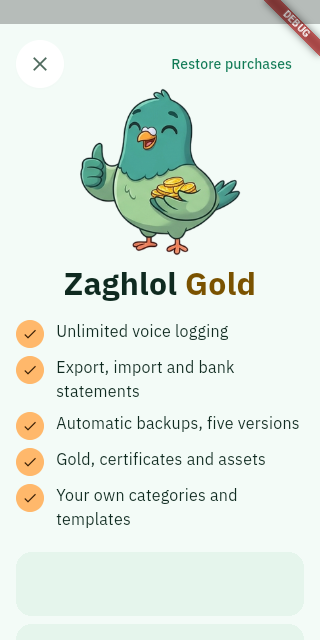 DEBUG
Restore purchases
Zaghlol Gold
Unlimited voice logging
Export, import and bank
statements
Automatic backups, five versions
Gold, certificates and assets
Your own categories and
templates